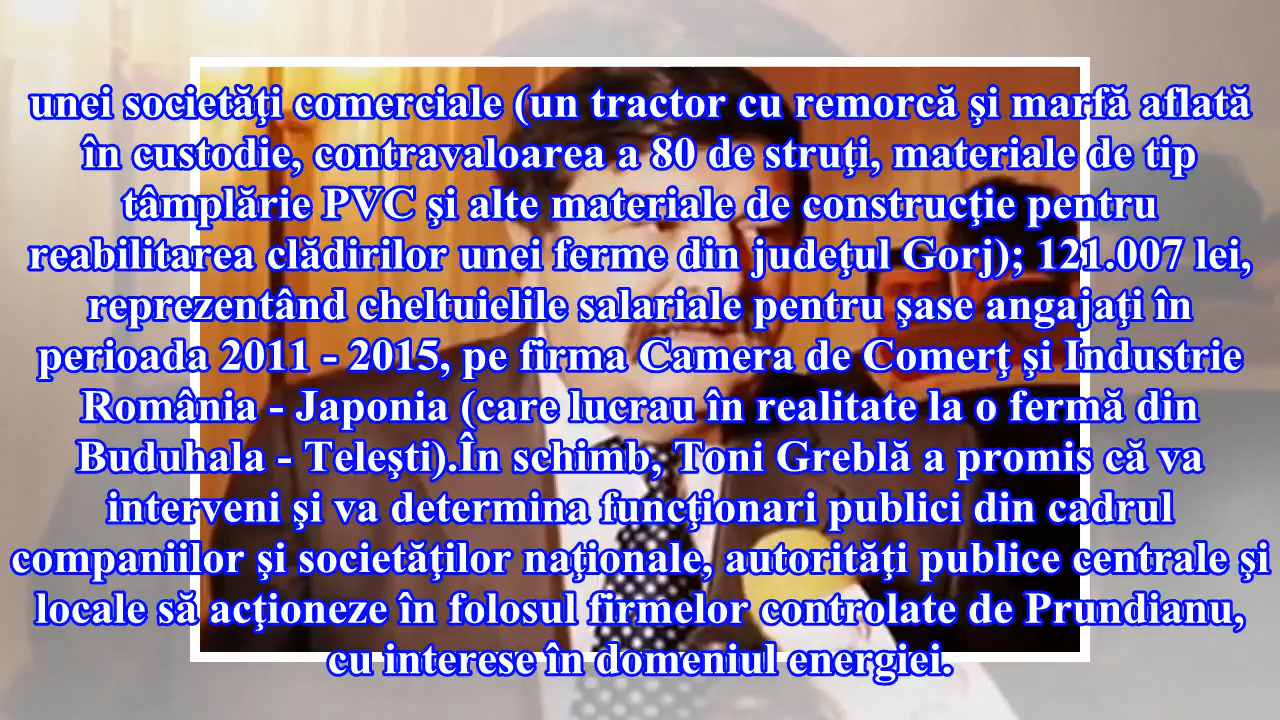 unei societăţi comerciale (un tractor cu remorcă şi marfă aflată
în custodie, contravaloarea a 80 de struţi, materiale de tip
tâmplărie PVC şi alte materiale de construcţie pentru
reabilitarea clădirilor unei ferme din judeţul Gorj); 121.007 lei,
reprezentând cheltuielile salariale pentru şase angajaţi în
perioada 2011 - 2015, pe firma Camera de Comerţ şi Industrie
România - Japonia (care lucrau în realitate la o fermă din
Buduhala - Teleşti).În schimb, Toni Greblă a promis că va
interveni şi va determina funcţionari publici din cadrul
companiilor şi societăţilor naţionale, autorităţi publice centrale şi
locale să acţioneze în folosul firmelor controlate de Prundianu,
cu interese în domeniul energiei.